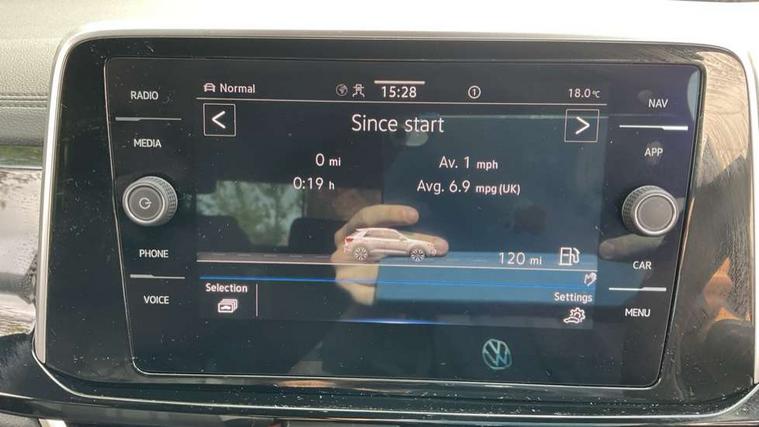 RADIO
MEDIA
PHONE
VOICE
Normal
15:28
1
18.0°C
<
Since start
>
0 mi
Av. 1 mph
0:19 h
Avg. 6.9 mpg (UK)
120 mi
Selection
Settings
NAV
APP
CAR
MENU